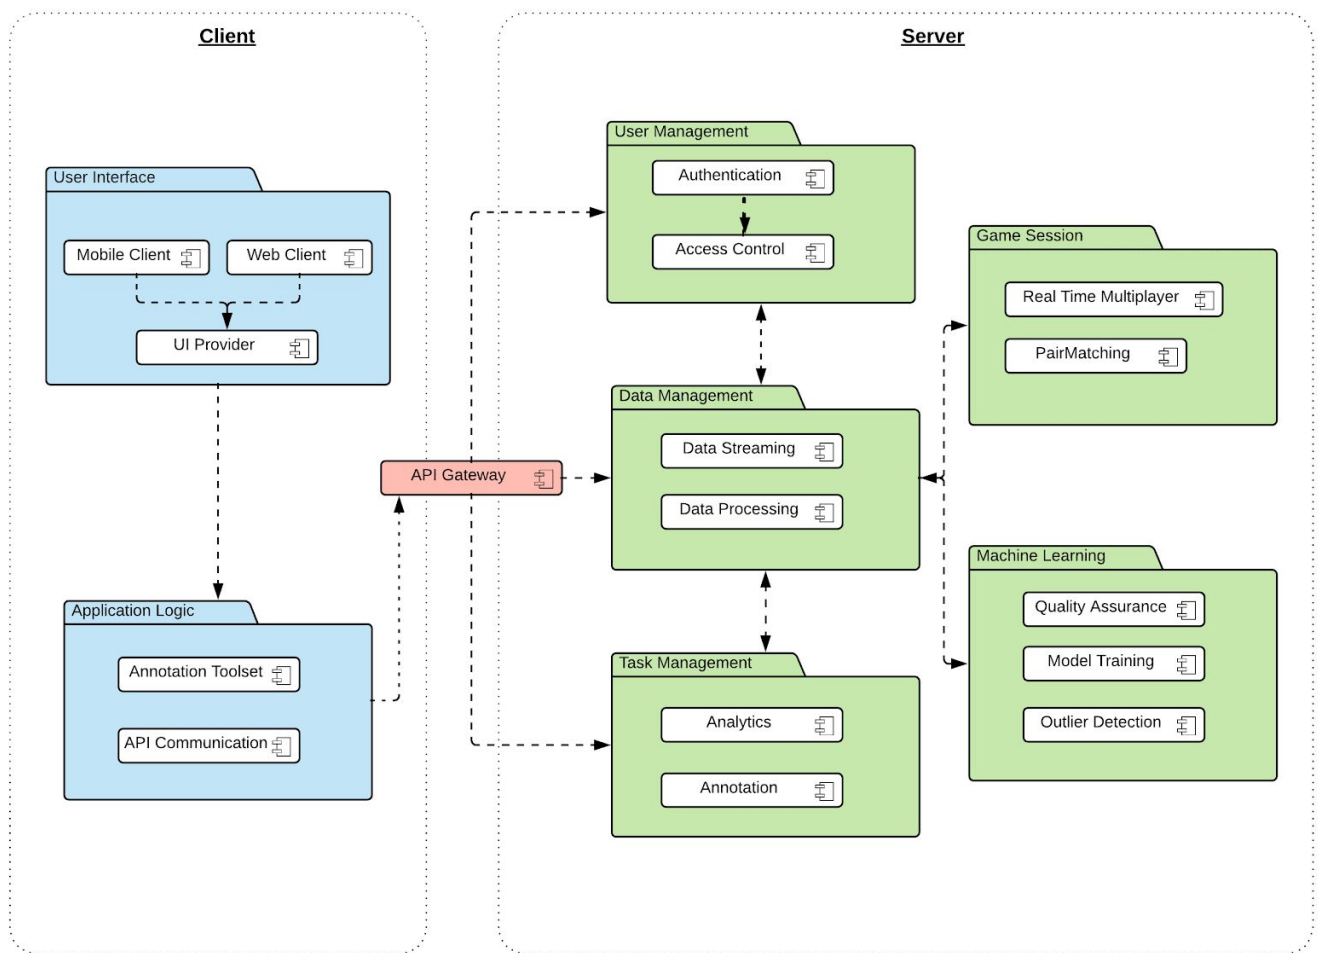 Client
User Interface
Mobile Client
Web Client
UI Provider
Application Logic
Annotation Toolset
API Communication
API Gateway
Server
User Management
Authentication
Access Control
Data Management
Data Streaming
Data Processing
Task Management
Analytics
Annotation
Game Session
Real Time Multiplayer
PairMatching
Machine Learning
Quality Assurance
Model Training
Outlier Detection